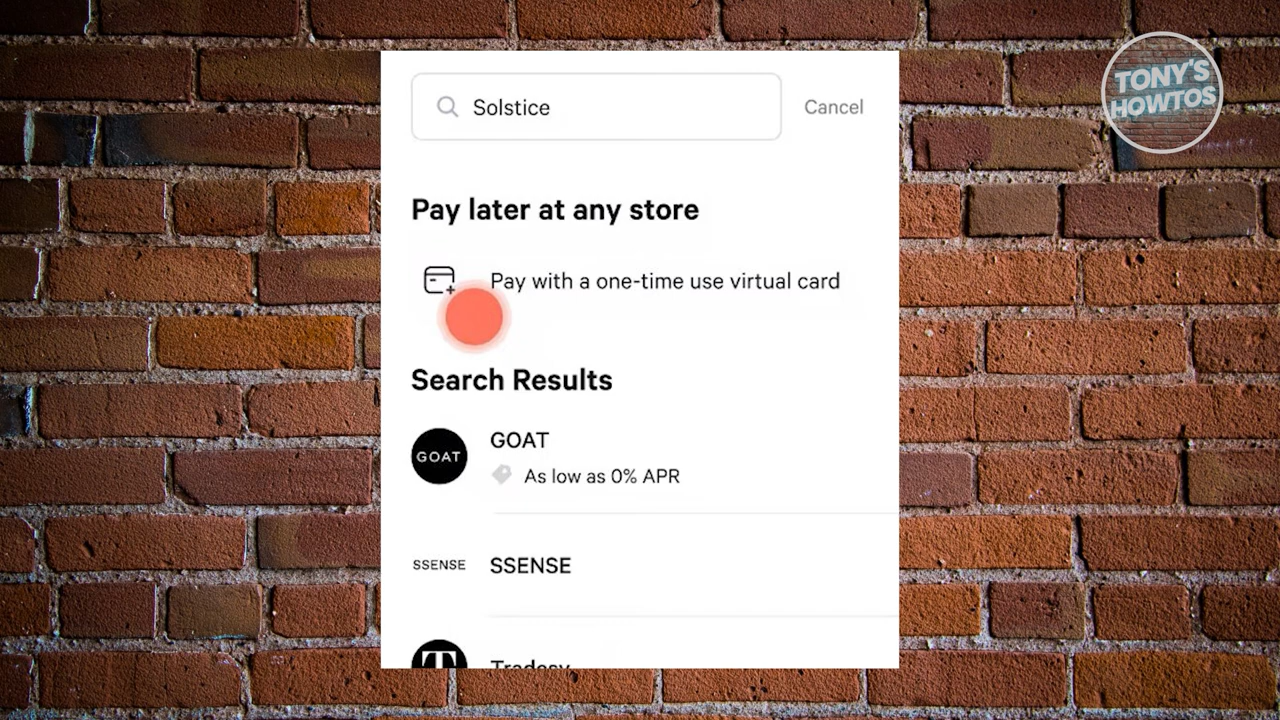 TONY'S
HOWTOS
Solstice
Cancel
Pay later at any store
Pay with a one-time use virtual card
Search Results
GOAT
GOAT
As low as 0% APR
SSENSE
SSENSE
Tradesy